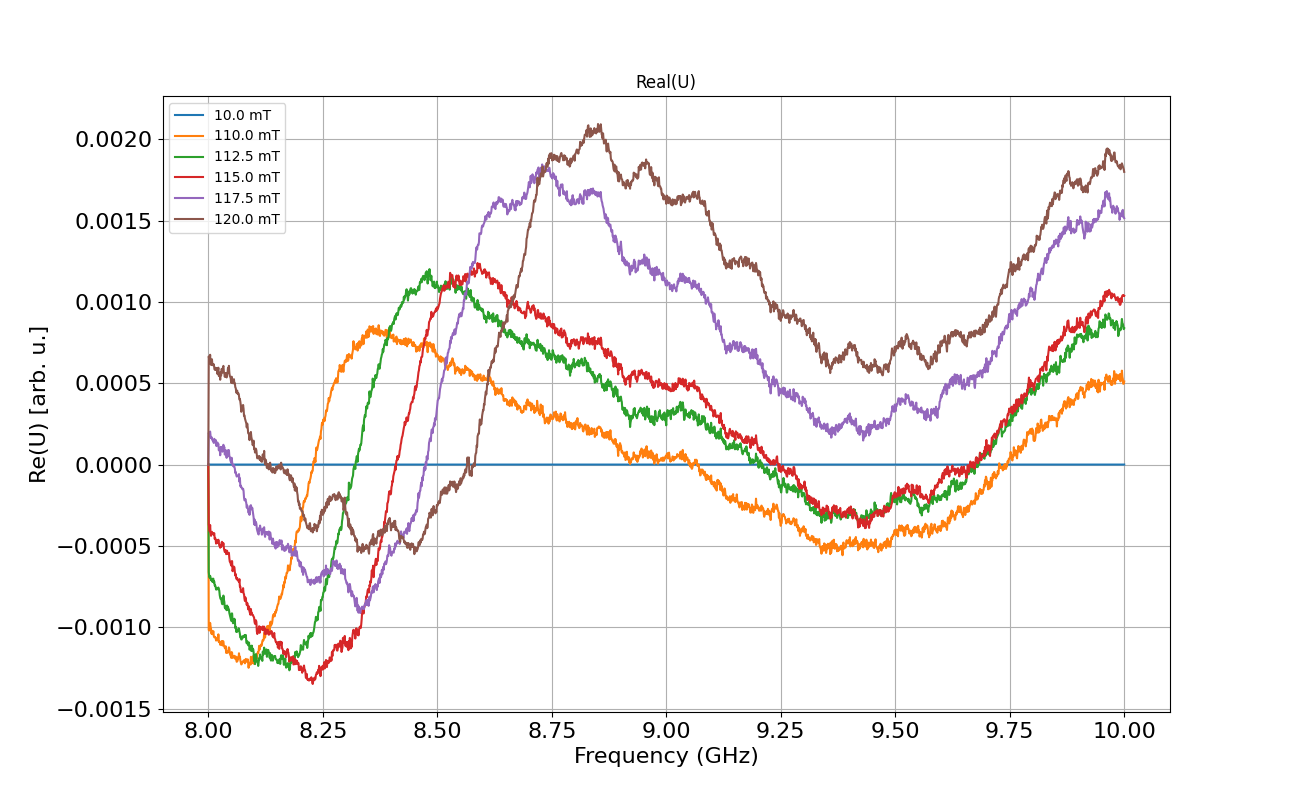 Real(U)
10.0 mT
110.0 mT
112.5 mT
115.0 mT
117.5 mT
120.0 mT
Re(U) [arb. u.]
0.0020
0.0015
0.0010
0.0005
0.0000
−0.0005
−0.0010
−0.0015
8.00 8.25 8.50 8.75 9.00 9.25 9.50 9.75 10.00
Frequency (GHz)